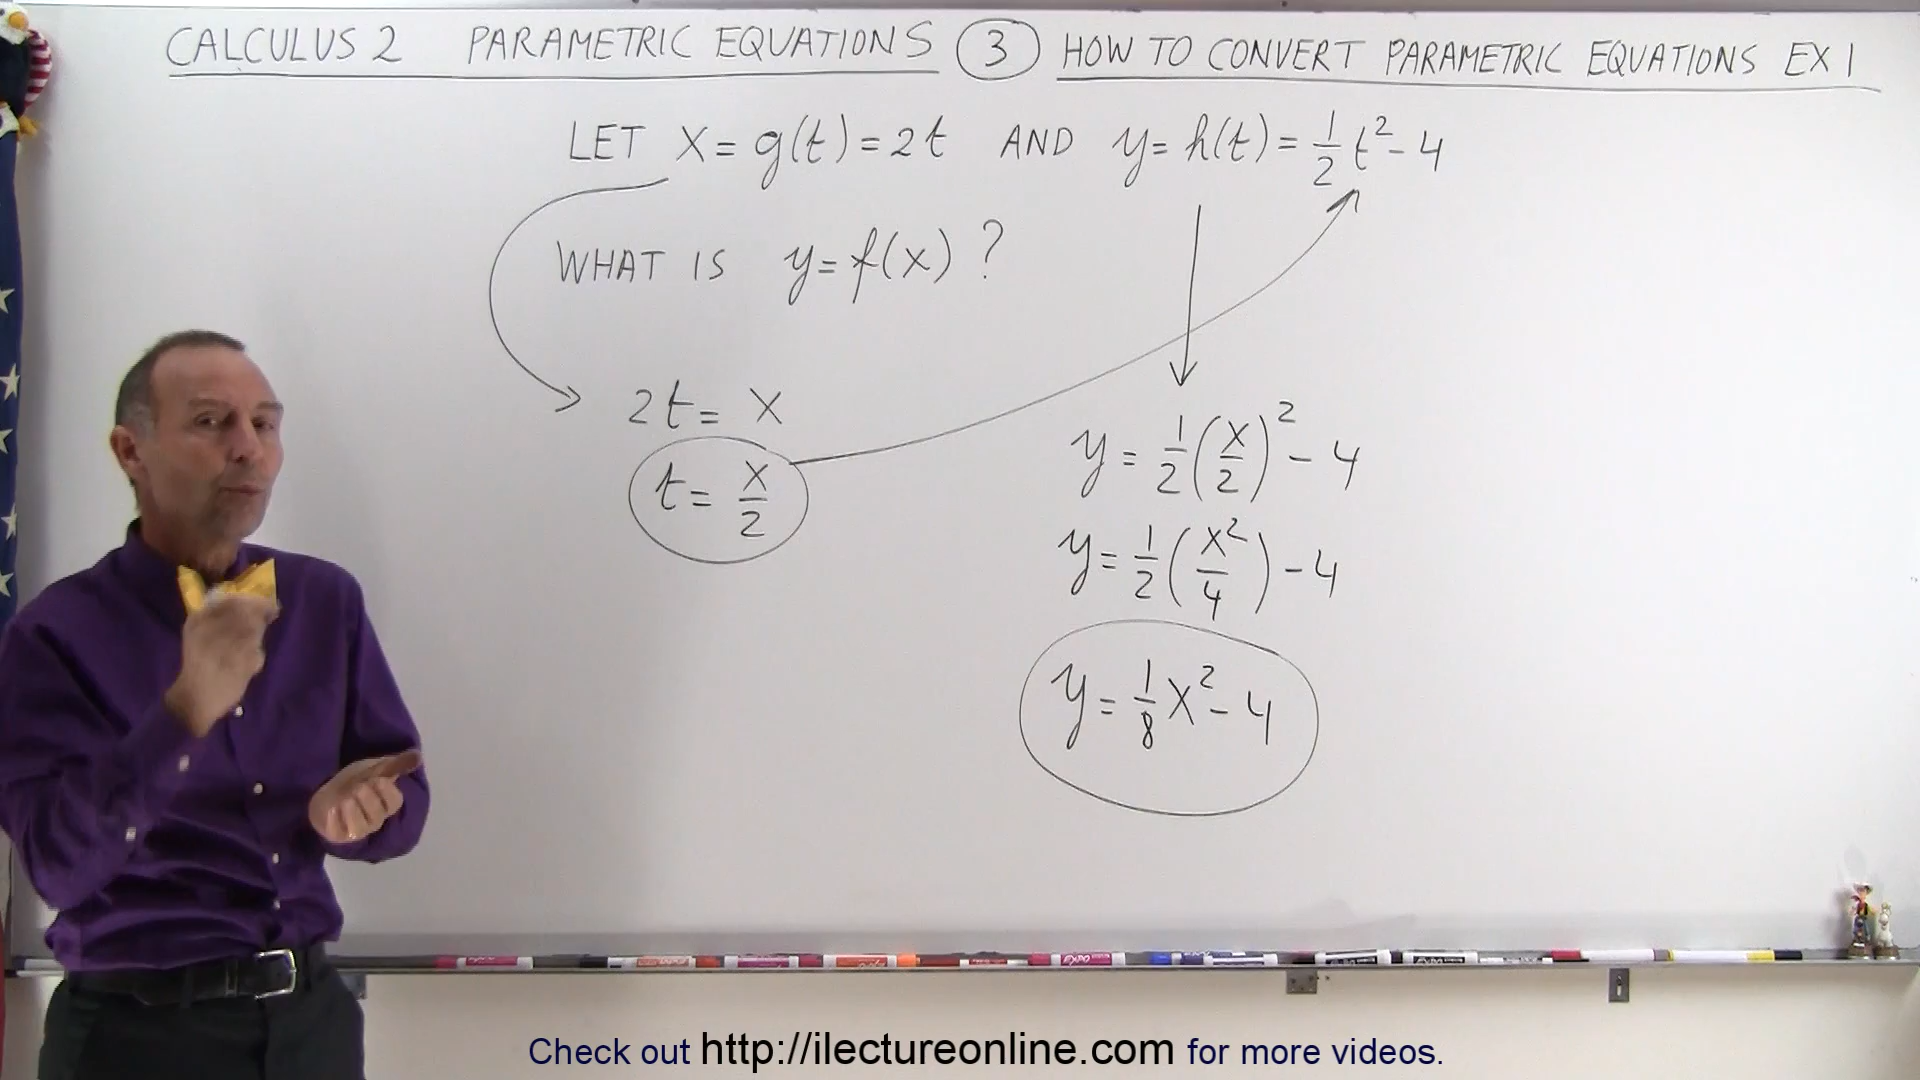 CALCULUS 2 PARAMETRIC EQUATIONS 3 HOW TO CONVERT PARAMETRIC EQUATIONS EX 1
LET x = g(t) = 2t AND y = h(t) = 1/2 t² - 4
WHAT IS y = f(x) ?
2t = x
t = x/2
y = 1/2 (x/2)² - 4
y = 1/2 (x²/4) - 4
y = 1/8 x² - 4
EXPO
Check out http://ilectureonline.com for more videos.